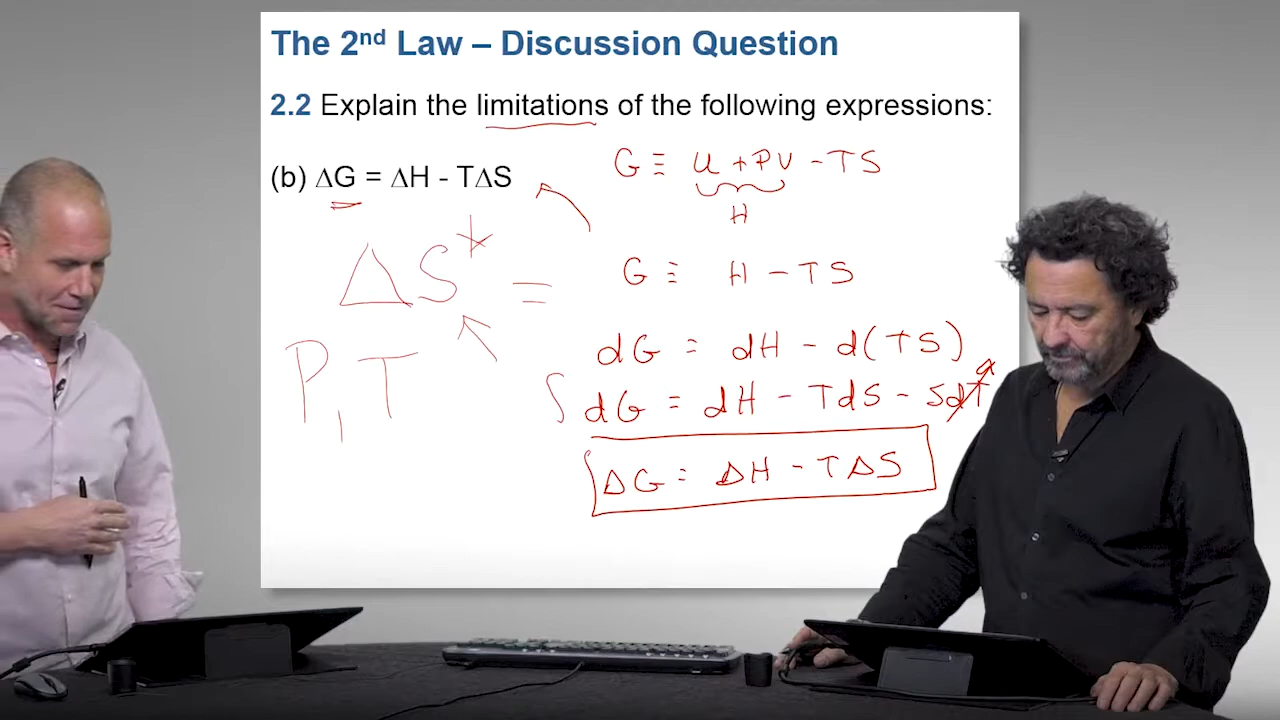 The 2nd Law – Discussion Question
2.2 Explain the limitations of the following expressions:
(b) ΔG = ΔH - TΔS
G ≡ U + PV - TS
H
ΔS* =
G ≡ H - TS
P, T
dG = dH - d(TS)
∫ dG = dH - TdS - SdT
ΔG = ΔH - TΔS